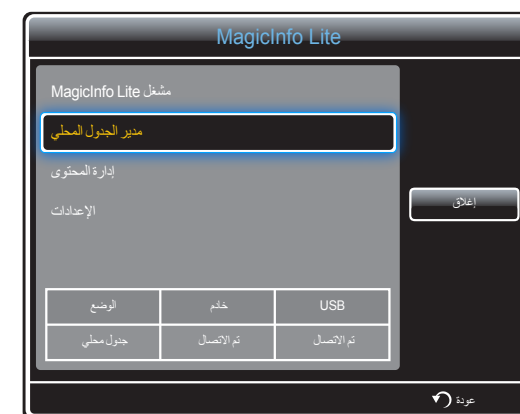 MagicInfo Lite
مشغل MagicInfo Lite
مدير الجدول المحلي
إدارة المحتوى
الإعدادات
إغلاق
الوضع خادم USB
جدول محلي تم الاتصال تم الاتصال
عودة